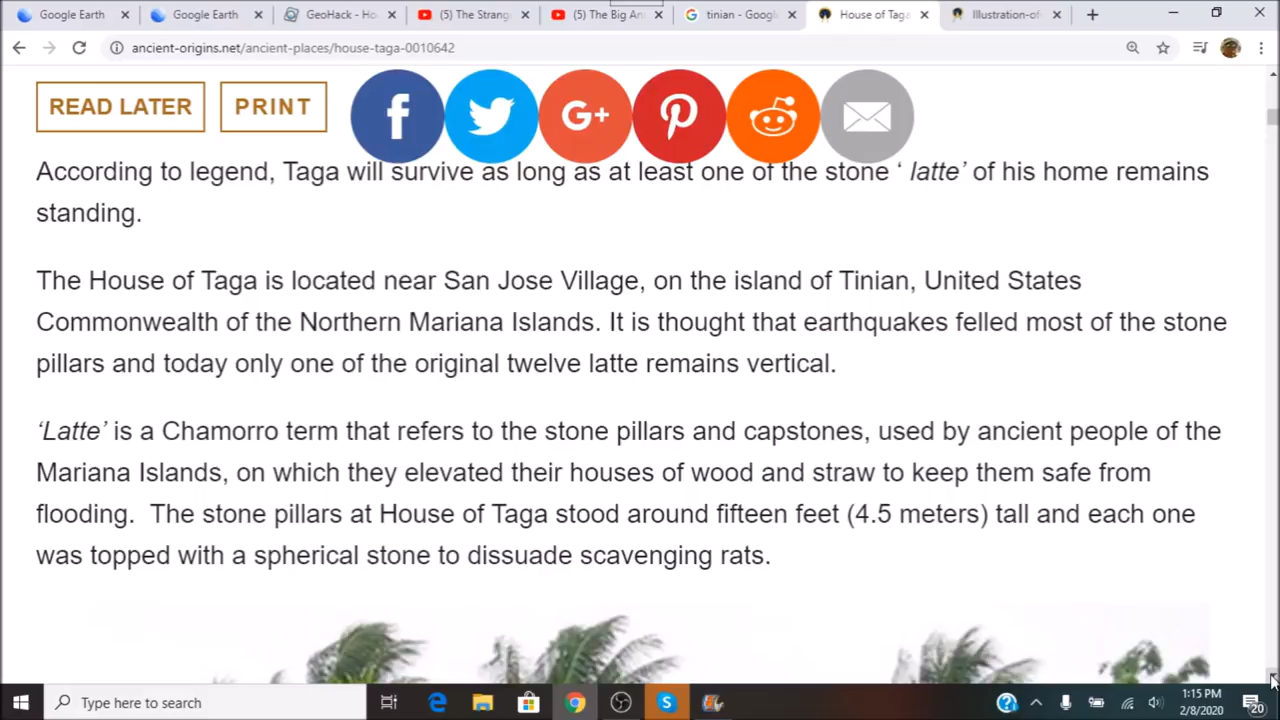 Google Earth
Google Earth
GeoHack - Ho
(5) The Strang
(5) The Big An
tinian - Googl
House of Tag
Illustration-of
ancient-origins.net/ancient-places/house-taga-0010642
READ LATER
PRINT
G+
According to legend, Taga will survive as long as at least one of the stone ‘ latte’ of his home remains
standing.
The House of Taga is located near San Jose Village, on the island of Tinian, United States
Commonwealth of the Northern Mariana Islands. It is thought that earthquakes felled most of the stone
pillars and today only one of the original twelve latte remains vertical.
‘Latte’ is a Chamorro term that refers to the stone pillars and capstones, used by ancient people of the
Mariana Islands, on which they elevated their houses of wood and straw to keep them safe from
flooding.  The stone pillars at House of Taga stood around fifteen feet (4.5 meters) tall and each one
was topped with a spherical stone to dissuade scavenging rats.
Type here to search
1:15 PM
2/8/2020
20